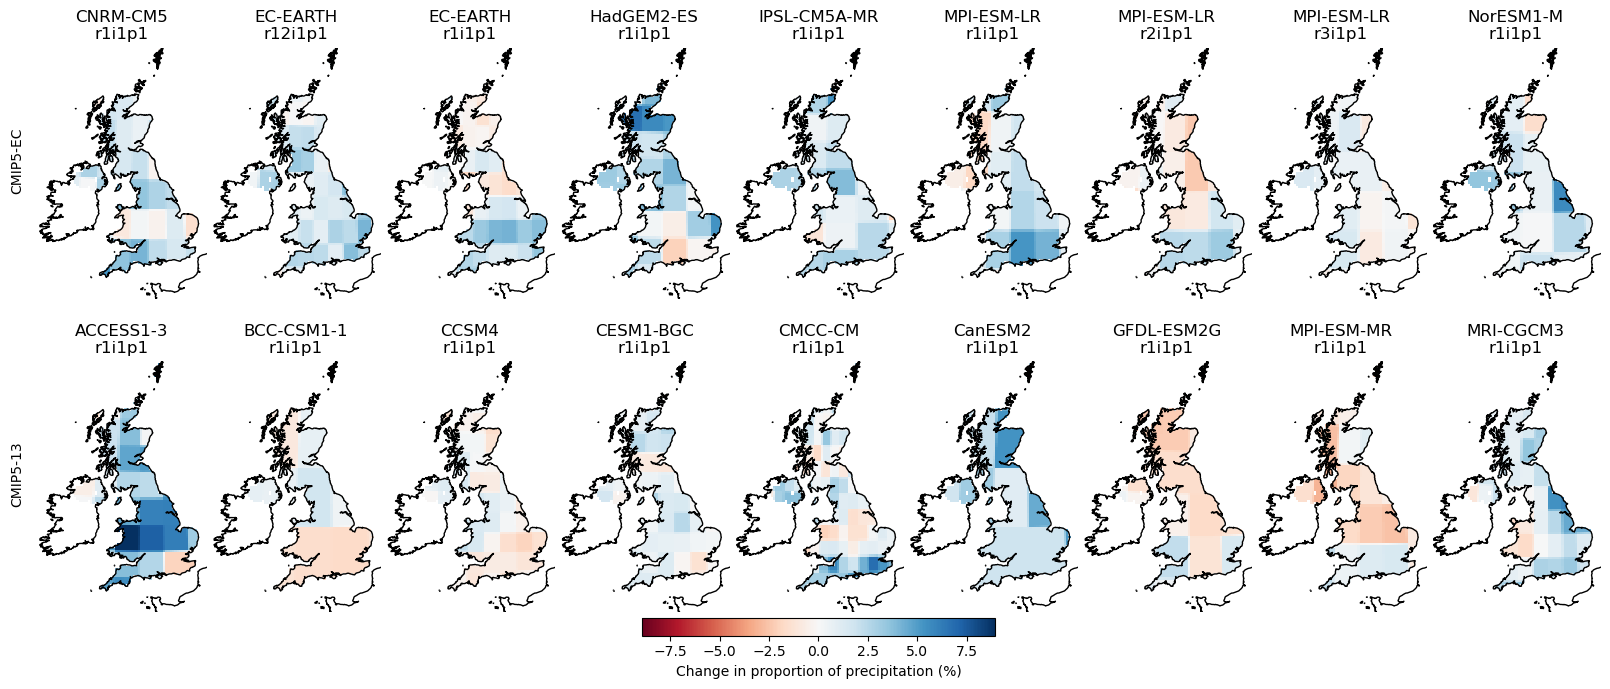 CNRM-CM5 EC-EARTH EC-EARTH HadGEM2-ES IPSL-CM5A-MR MPI-ESM-LR MPI-ESM-LR MPI-ESM-LR NorESM1-M
r1i1p1 r12i1p1 r1i1p1 r1i1p1 r1i1p1 r1i1p1 r2i1p1 r3i1p1 r1i1p1
CMIP5-EC
ACCESS1-3 BCC-CSM1-1 CCSM4 CESM1-BGC CMCC-CM CanESM2 GFDL-ESM2G MPI-ESM-MR MRI-CGCM3
r1i1p1 r1i1p1 r1i1p1 r1i1p1 r1i1p1 r1i1p1 r1i1p1 r1i1p1 r1i1p1
CMIP5-13
−7.5 −5.0 −2.5 0.0 2.5 5.0 7.5
Change in proportion of precipitation (%)